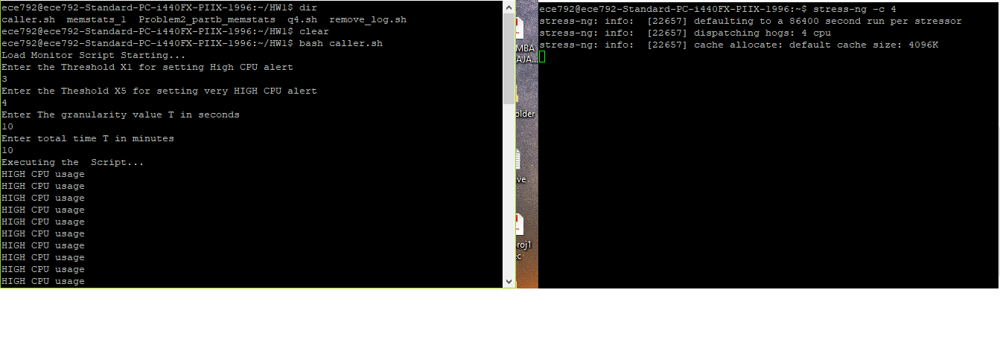 ece792@ece792-Standard-PC-i440FX-PIIX-1996:~/HW1$ dir
caller.sh  memstats_1  Problem2_partb_memstats  q4.sh  remove_log.sh
ece792@ece792-Standard-PC-i440FX-PIIX-1996:~/HW1$ clear
ece792@ece792-Standard-PC-i440FX-PIIX-1996:~/HW1$ bash caller.sh
Load Monitor Script Starting...
Enter the Threshold X1 for setting High CPU alert
3
Enter the Theshold X5 for setting very HIGH CPU alert
4
Enter The granularity value T in seconds
10
Enter total time T in minutes
10
Executing the  Script...
HIGH CPU usage
HIGH CPU usage
HIGH CPU usage
HIGH CPU usage
HIGH CPU usage
HIGH CPU usage
HIGH CPU usage
HIGH CPU usage
HIGH CPU usage
HIGH CPU usage
MBA
AJA...
older
ve
roj1
ec
ece792@ece792-Standard-PC-i440FX-PIIX-1996:~$ stress-ng -c 4
stress-ng: info:  [22657] defaulting to a 86400 second run per stressor
stress-ng: info:  [22657] dispatching hogs: 4 cpu
stress-ng: info:  [22657] cache allocate: default cache size: 4096K